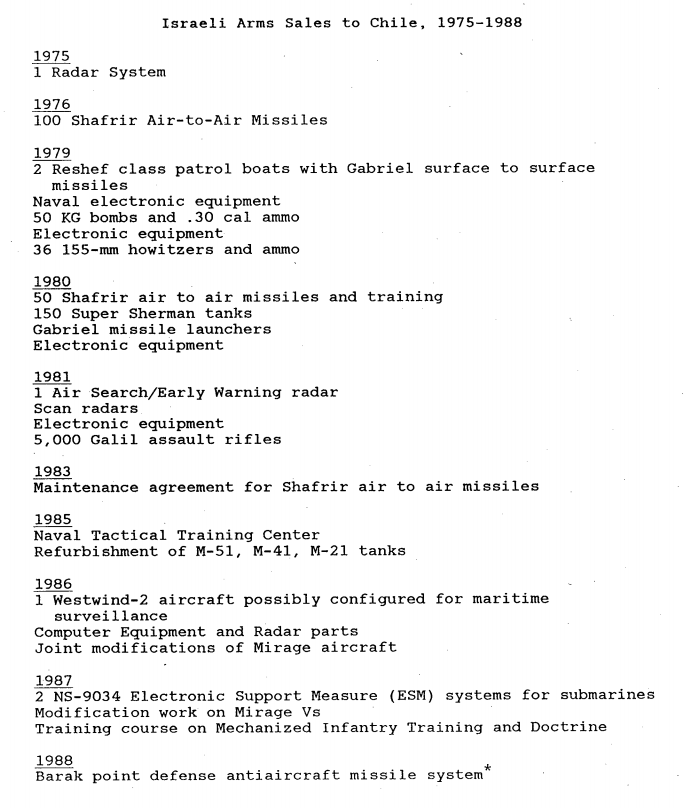 Israeli Arms Sales to Chile, 1975-1988
1975
1 Radar System
1976
100 Shafrir Air-to-Air Missiles
1979
2 Reshef class patrol boats with Gabriel surface to surface
missiles
Naval electronic equipment
50 KG bombs and .30 cal ammo
Electronic equipment
36 155-mm howitzers and ammo
1980
50 Shafrir air to air missiles and training
150 Super Sherman tanks
Gabriel missile launchers
Electronic equipment
1981
1 Air Search/Early Warning radar
Scan radars
Electronic equipment
5,000 Galil assault rifles
1983
Maintenance agreement for Shafrir air to air missiles
1985
Naval Tactical Training Center
Refurbishment of M-51, M-41, M-21 tanks
1986
1 Westwind-2 aircraft possibly configured for maritime
surveillance
Computer Equipment and Radar parts
Joint modifications of Mirage aircraft
1987
2 NS-9034 Electronic Support Measure (ESM) systems for submarines
Modification work on Mirage Vs
Training course on Mechanized Infantry Training and Doctrine
1988
Barak point defense antiaircraft missile system*